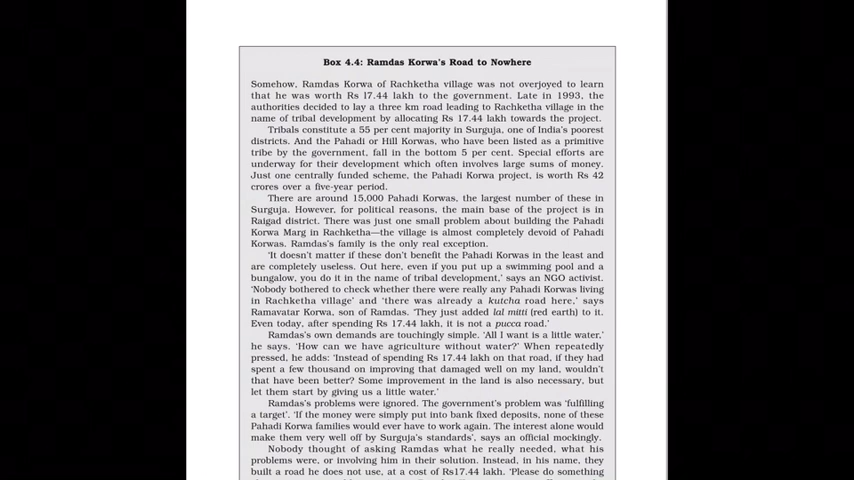 Box 4.4: Ramdas Korwa's Road to Nowhere
Somehow, Ramdas Korwa of Rachketha village was not overjoyed to learn
that he was worth Rs 17.44 lakh to the government. Late in 1993, the
authorities decided to lay a three km road leading to Rachketha village in the
name of tribal development by allocating Rs 17.44 lakh towards the project.
Tribals constitute a 55 per cent majority in Surguja, one of India's poorest
districts. And the Pahadi or Hill Korwas, who have been listed as a primitive
tribe by the government, fall in the bottom 5 per cent. Special efforts are
underway for their development which often involves large sums of money.
Just one centrally funded scheme, the Pahadi Korwa project, is worth Rs 42
crores over a five-year period.
There are around 15,000 Pahadi Korwas, the largest number of these in
Surguja. However, for political reasons, the main base of the project is in
Raigad district. There was just one small problem about building the Pahadi
Korwa Marg in Rachketha—the village is almost completely devoid of Pahadi
Korwas. Ramdas's family is the only real exception.
'It doesn't matter if these don't benefit the Pahadi Korwas in the least and
are completely useless. Out here, even if you put up a swimming pool and a
bungalow, you do it in the name of tribal development,' says an NGO activist.
'Nobody bothered to check whether there were really any Pahadi Korwas living
in Rachketha village' and 'there was already a kutcha road here,' says
Ramavatar Korwa, son of Ramdas. 'They just added lal mitti (red earth) to it.
Even today, after spending Rs 17.44 lakh, it is not a pucca road.'
Ramdas's own demands are touchingly simple. 'All I want is a little water,'
he says. 'How can we have agriculture without water?' When repeatedly
pressed, he adds: 'Instead of spending Rs 17.44 lakh on that road, if they had
spent a few thousand on improving that damaged well on my land, wouldn't
that have been better? Some improvement in the land is also necessary, but
let them start by giving us a little water.'
Ramdas's problems were ignored. The government's problem was 'fulfilling
a target'. 'If the money were simply put into bank fixed deposits, none of these
Pahadi Korwa families would ever have to work again. The interest alone would
make them very well off by Surguja's standards', says an official mockingly.
Nobody thought of asking Ramdas what he really needed, what his
problems were, or involving him in their solution. Instead, in his name, they
built a road he does not use, at a cost of Rs17.44 lakh. 'Please do something